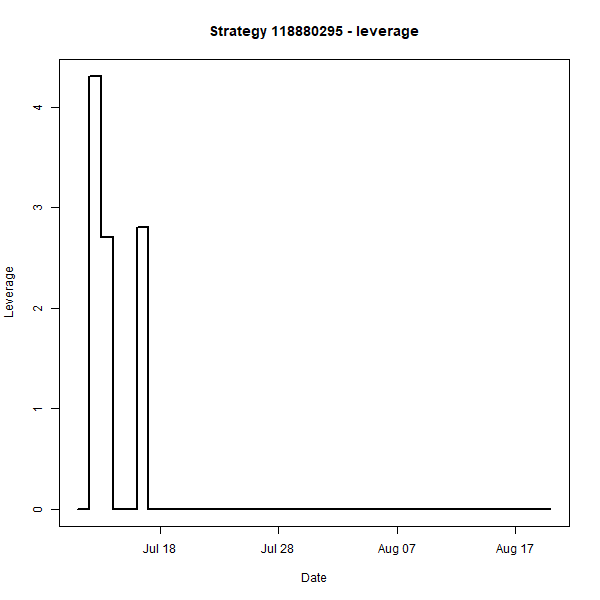 Strategy 118880295 - leverage
4
3
2
1
0
Leverage
Jul 18
Jul 28
Aug 07
Aug 17
Date